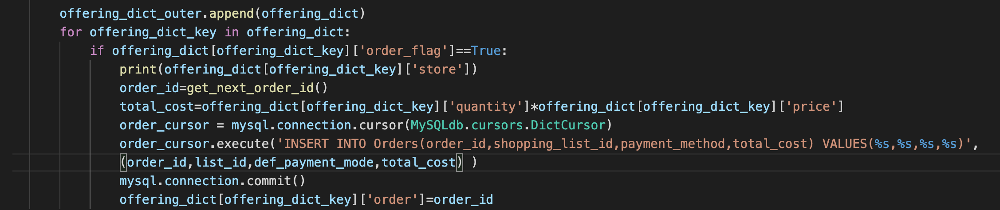 offering_dict_outer.append(offering_dict)
for offering_dict_key in offering_dict:
if offering_dict[offering_dict_key]['order_flag']==True:
print(offering_dict[offering_dict_key]['store'])
order_id=get_next_order_id()
total_cost=offering_dict[offering_dict_key]['quantity']*offering_dict[offering_dict_key]['price']
order_cursor = mysql.connection.cursor(MySQLdb.cursors.DictCursor)
order_cursor.execute('INSERT INTO Orders(order_id,shopping_list_id,payment_method,total_cost) VALUES(%s,%s,%s,%s)',
(order_id,list_id,def_payment_mode,total_cost) )
mysql.connection.commit()
offering_dict[offering_dict_key]['order']=order_id